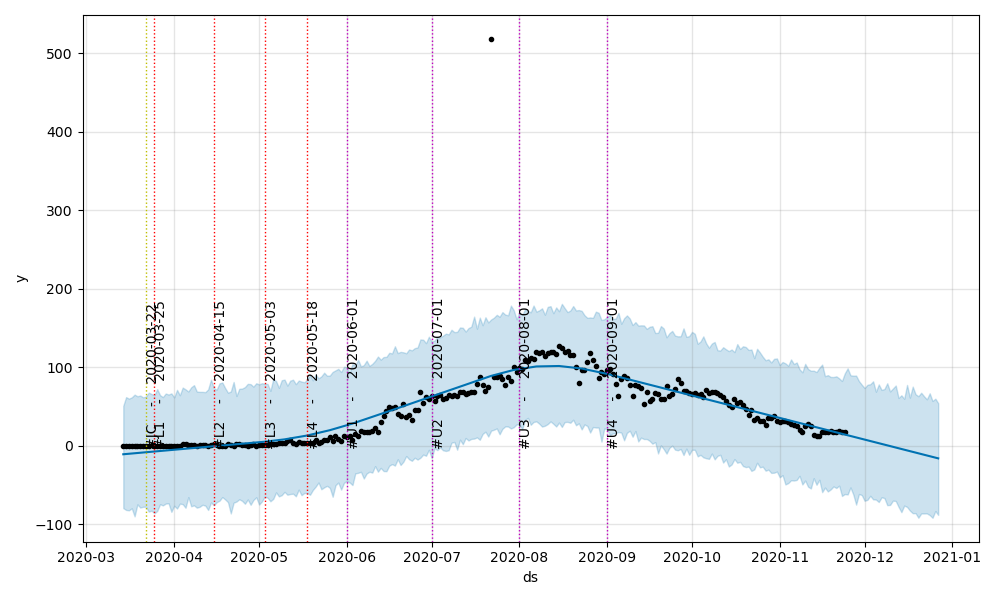 500
400
300
200
100
0
−100
y
#JC - 2020-03-22
#L1 - 2020-03-25
#L2 - 2020-04-15
#L3 - 2020-05-03
#L4 - 2020-05-18
#U1 - 2020-06-01
#U2 - 2020-07-01
#U3 - 2020-08-01
#U4 - 2020-09-01
2020-03 2020-04 2020-05 2020-06 2020-07 2020-08 2020-09 2020-10 2020-11 2020-12 2021-01
ds